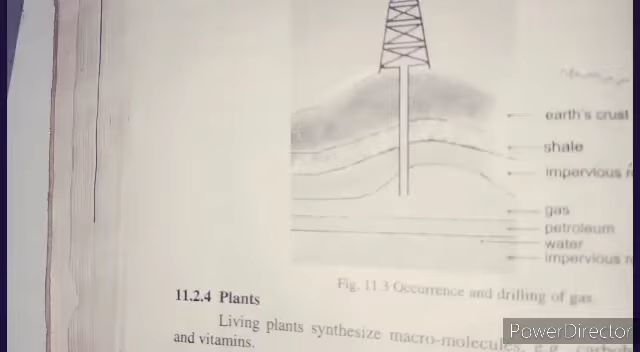 earth's crust
shale
impervious
gas
petroleum
water
impervious
Fig. 11.3 Occurrence and drilling of gas.
11.2.4 Plants
Living plants synthesize macro-molecules, e.g.
and vitamins.
PowerDirector